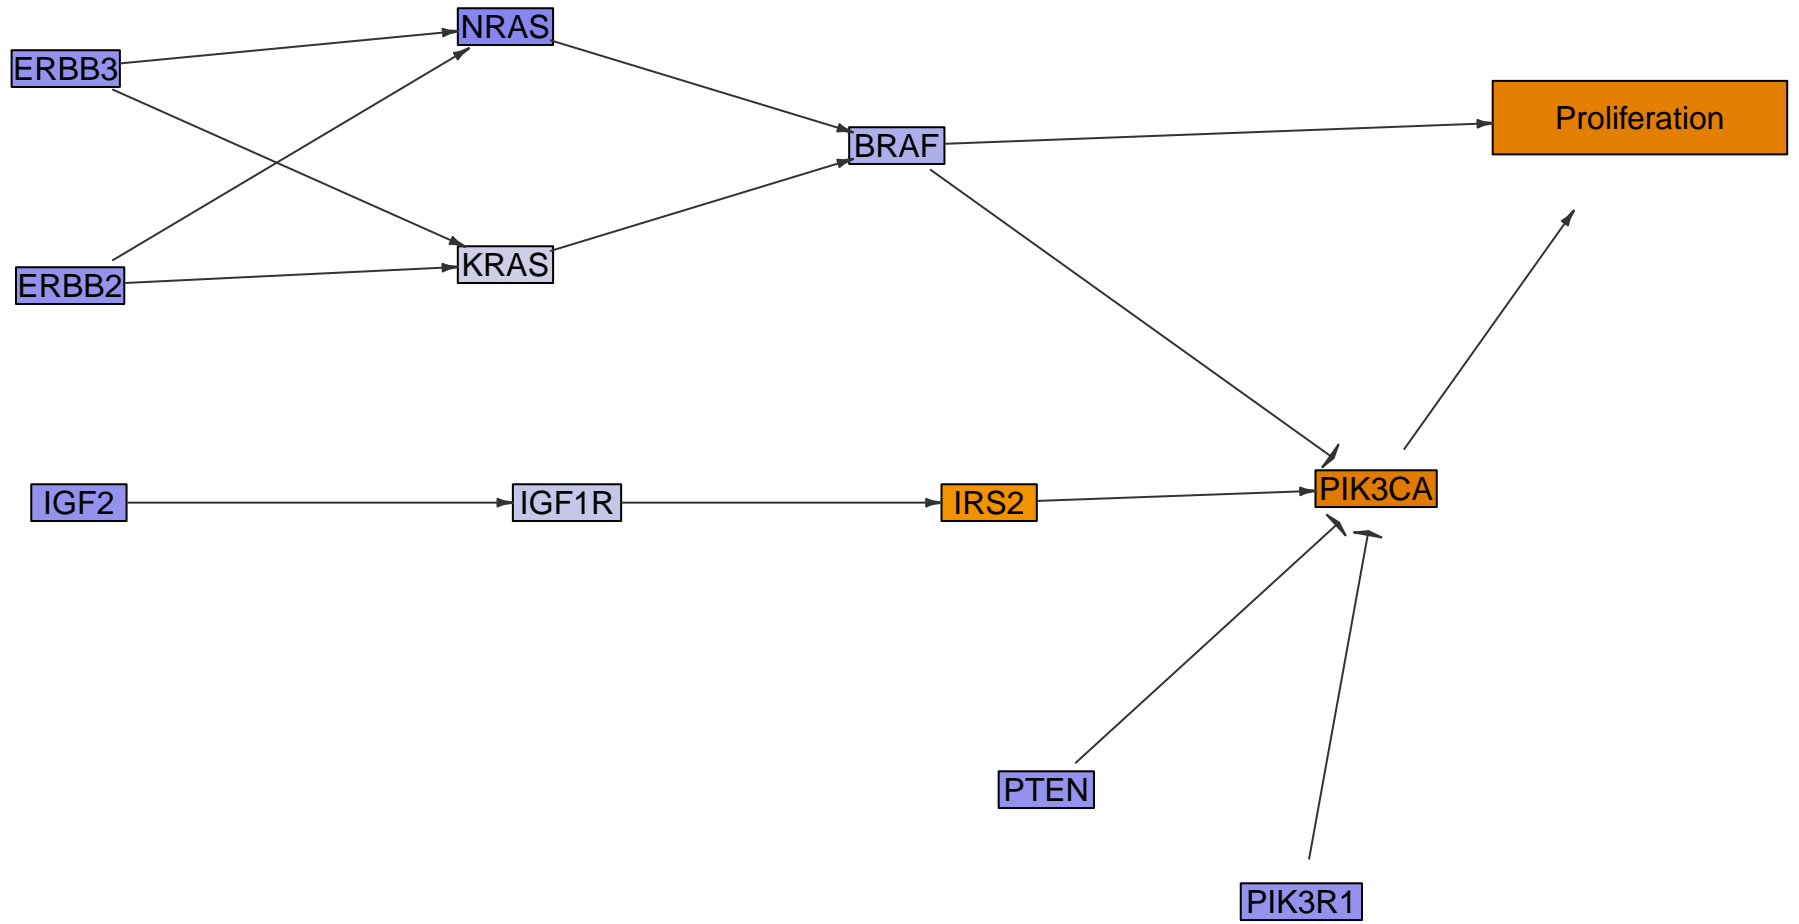 NRAS
ERBB3
Proliferation
BRAF
KRAS
ERBB2
PIK3CA
IGF2
IGF1R
IRS2
PTEN
PIK3R1